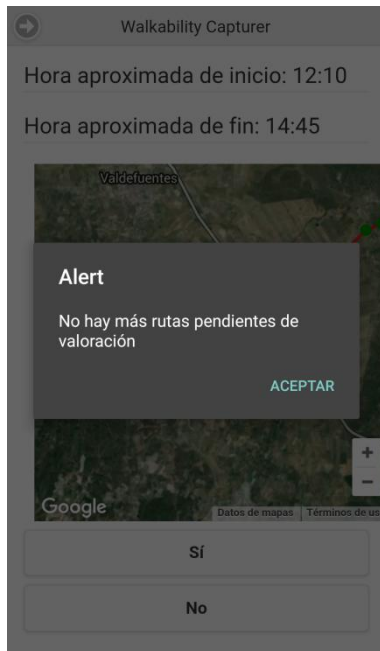 Walkability Capturer
Hora aproximada de inicio: 12:10
Hora aproximada de fin: 14:45
Valdefuentes
Alert
No hay más rutas pendientes de
valoración
ACEPTAR
+
−
Google
Datos de mapas
Términos de us
Sí
No